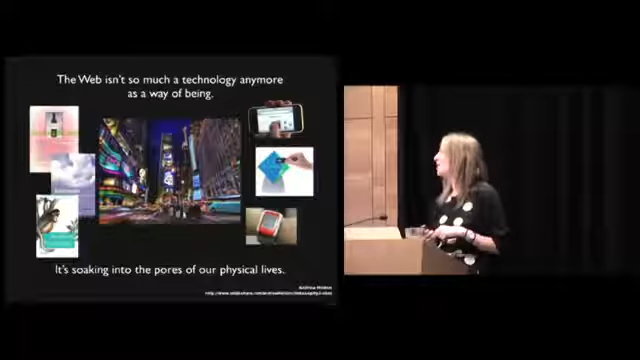 The Web isn't so much a technology anymore
as a way of being.
It's soaking into the pores of our physical lives.